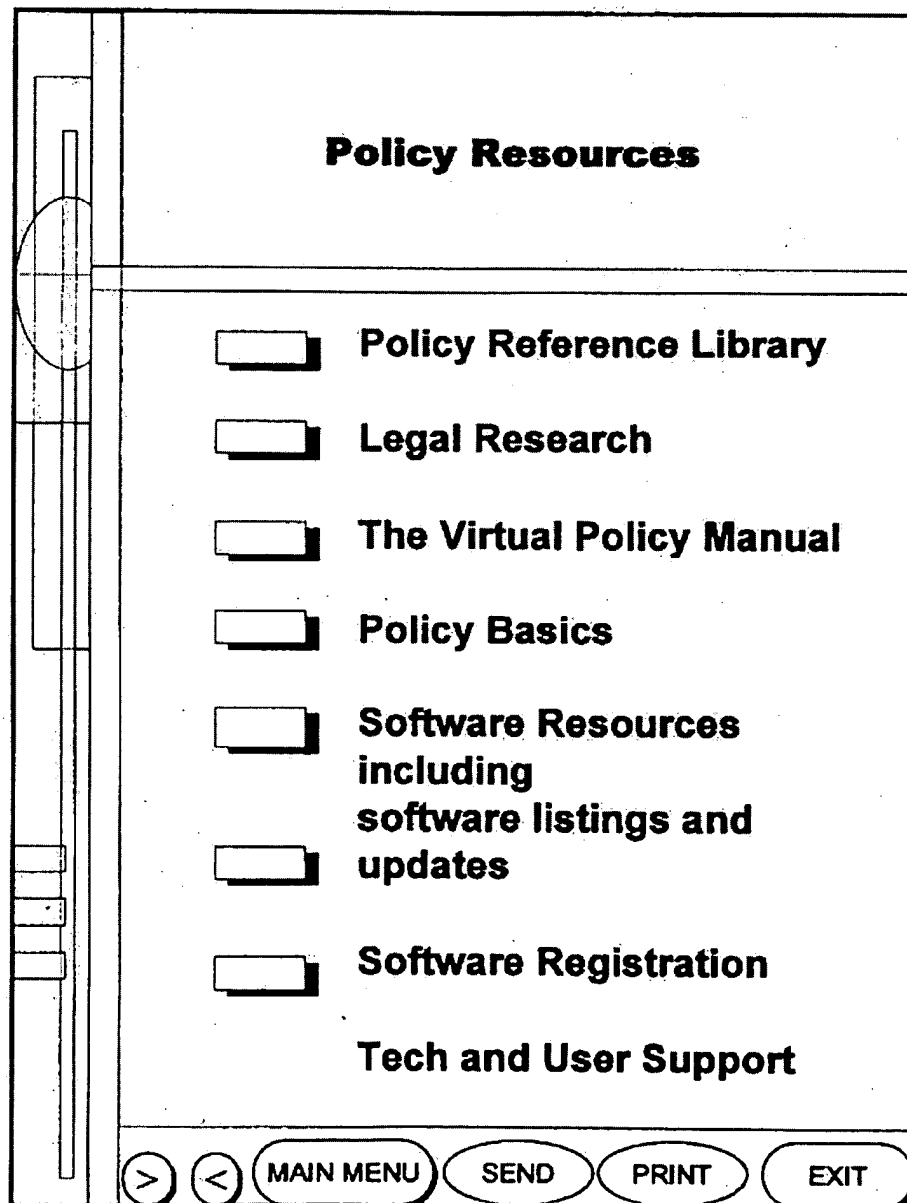 Policy Resources
Policy Reference Library
Legal Research
The Virtual Policy Manual
Policy Basics
Software Resources
including
software listings and
updates
Software Registration
Tech and User Support
> < MAIN MENU SEND PRINT EXIT